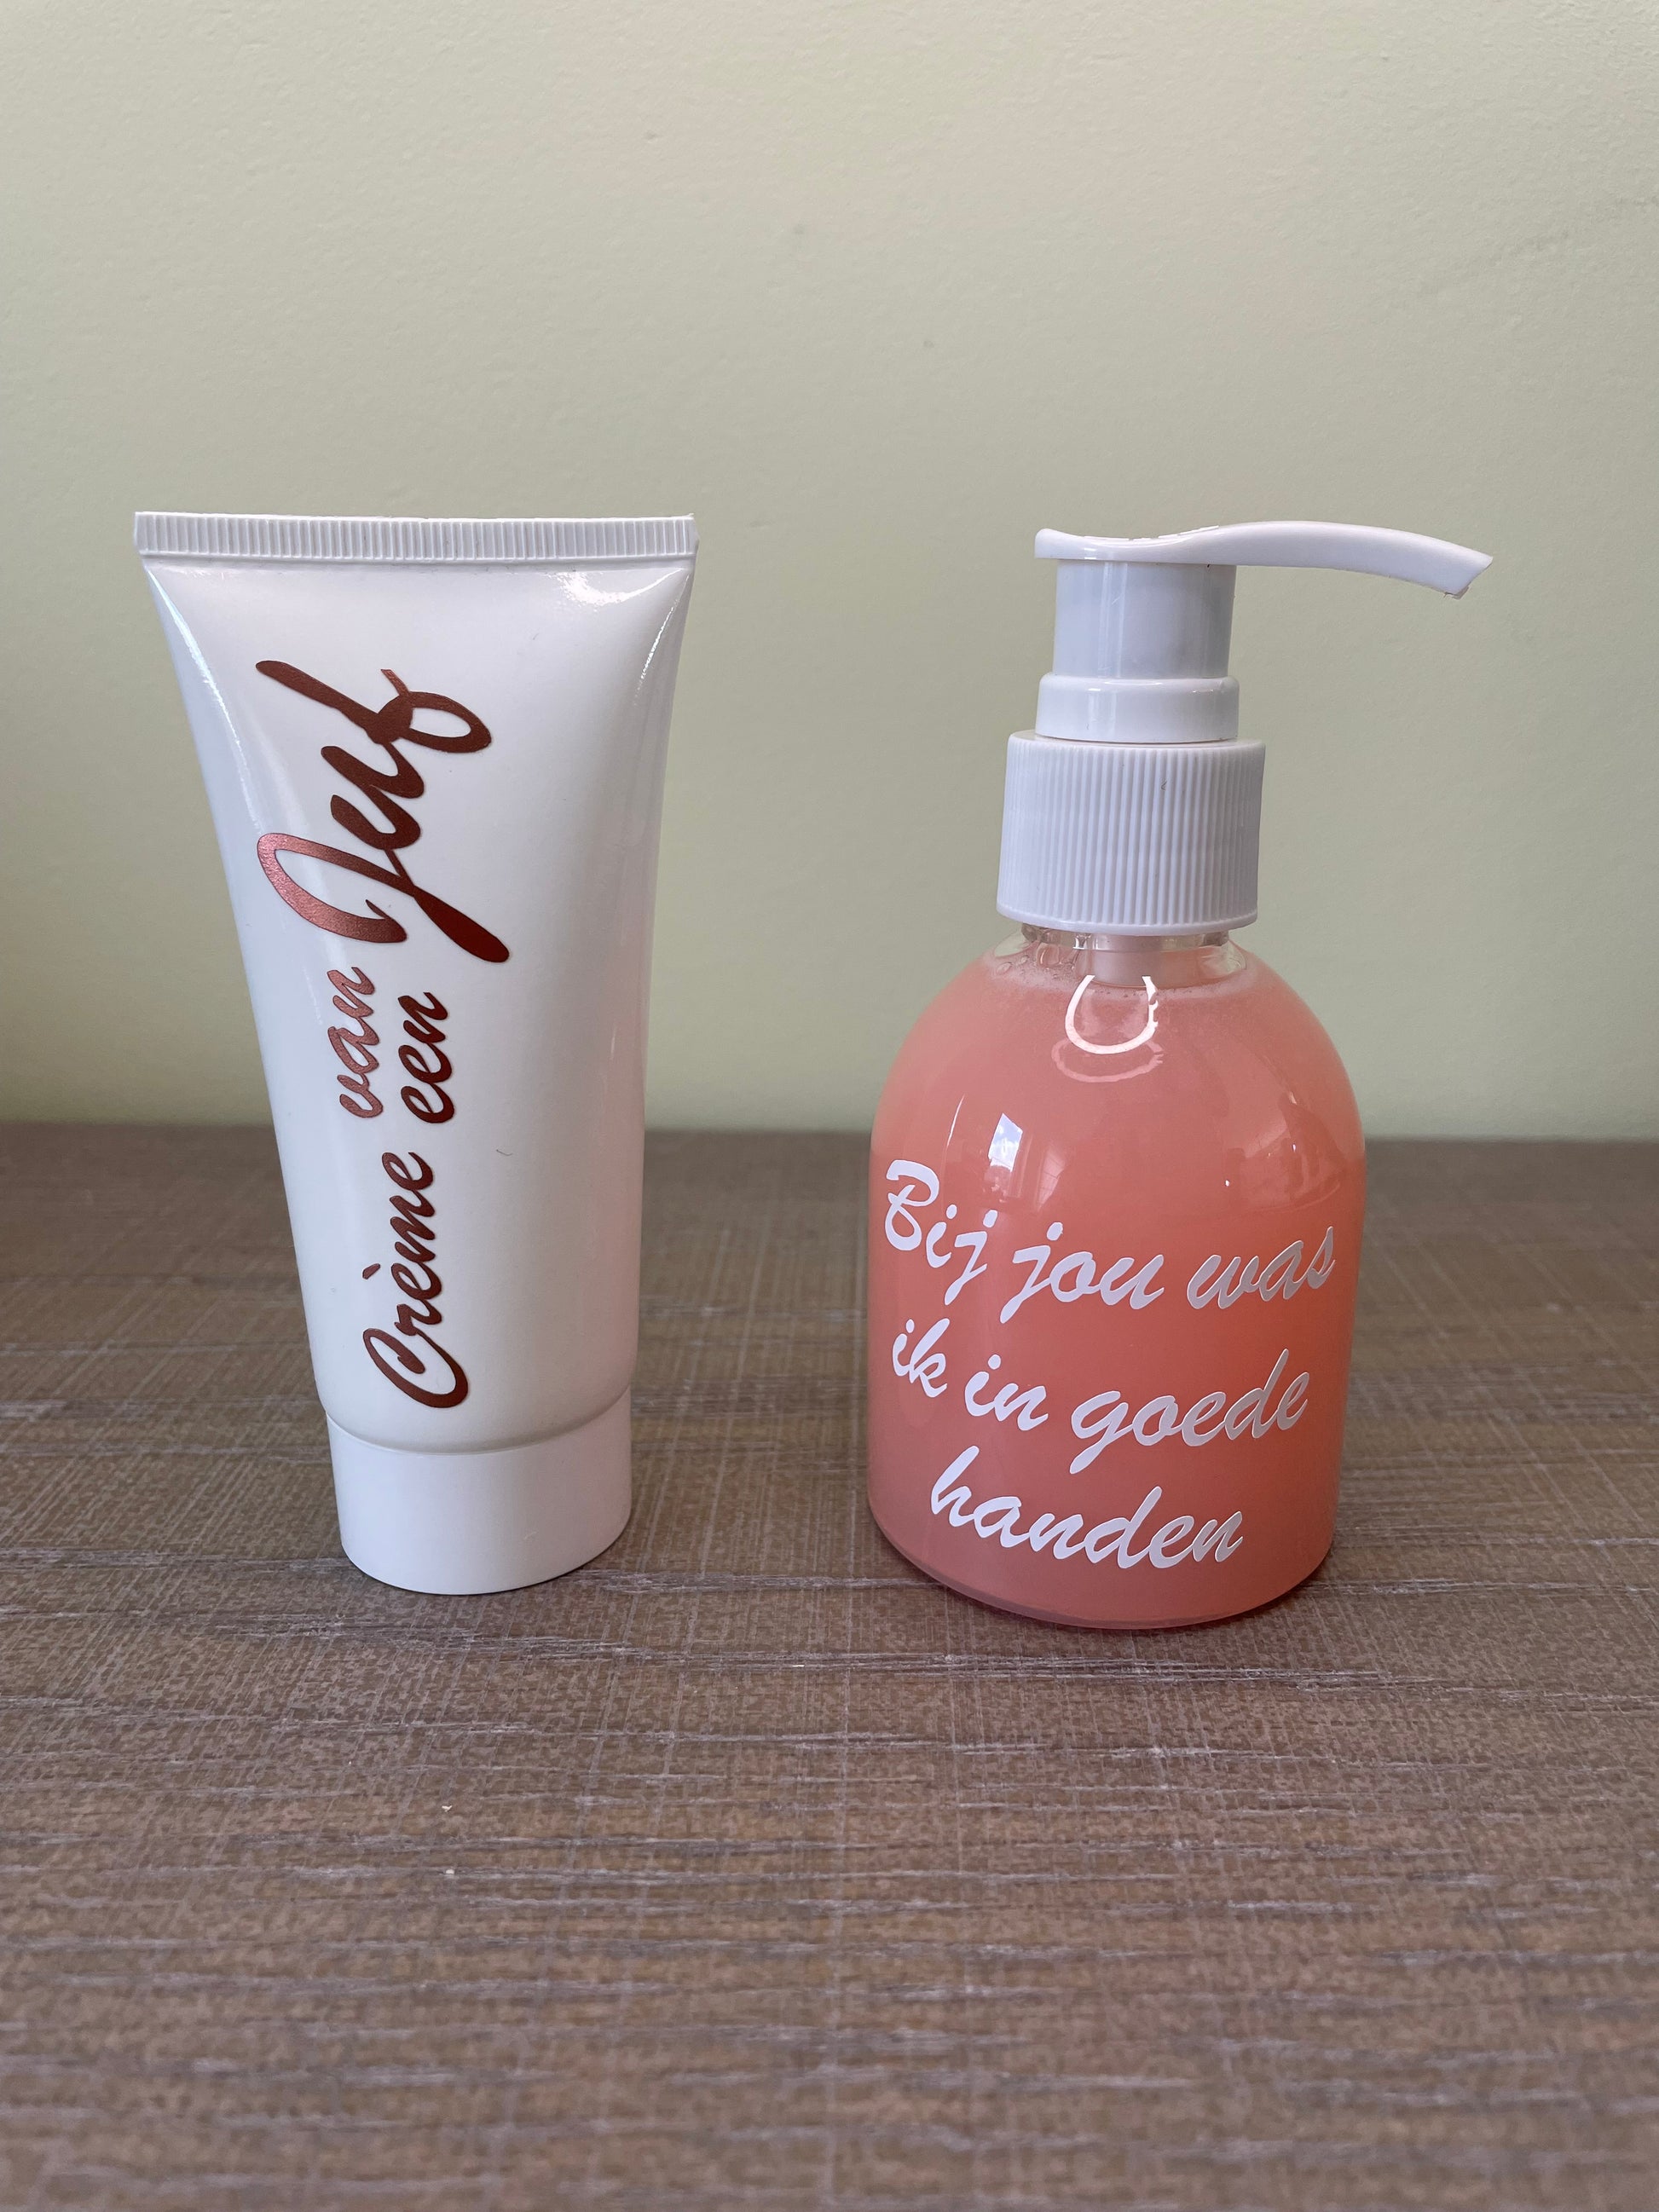 Crème van
een Juf
Bij jou was
ik in goede
handen